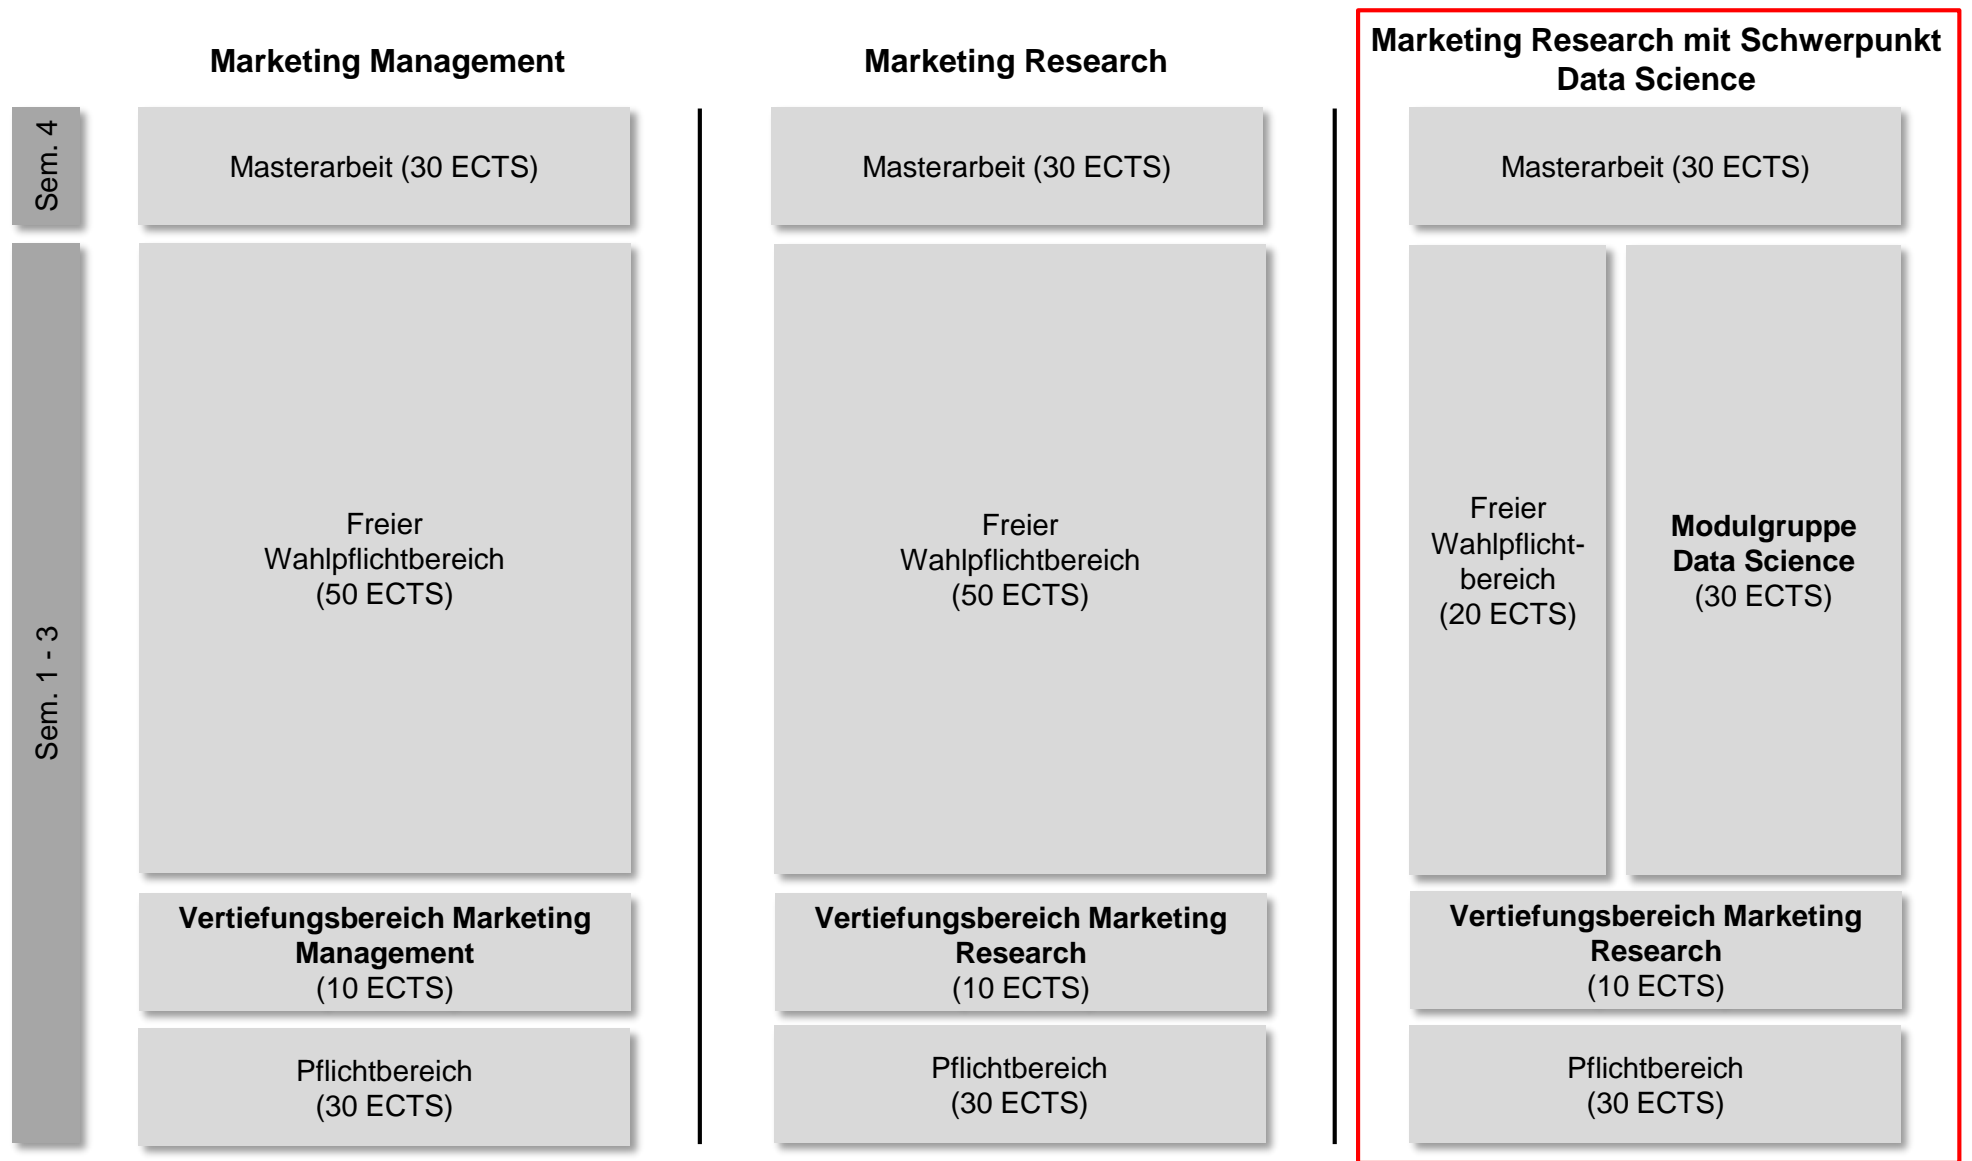 Marketing Management
Marketing Research
Marketing Research mit Schwerpunkt
Data Science
Sem. 4
Masterarbeit (30 ECTS)
Masterarbeit (30 ECTS)
Masterarbeit (30 ECTS)
Sem. 1 - 3
Freier
Wahlpflichtbereich
(50 ECTS)
Freier
Wahlpflichtbereich
(50 ECTS)
Freier
Wahlpflicht-
bereich
(20 ECTS)
Modulgruppe
Data Science
(30 ECTS)
Vertiefungsbereich Marketing
Management
(10 ECTS)
Vertiefungsbereich Marketing
Research
(10 ECTS)
Vertiefungsbereich Marketing
Research
(10 ECTS)
Pflichtbereich
(30 ECTS)
Pflichtbereich
(30 ECTS)
Pflichtbereich
(30 ECTS)